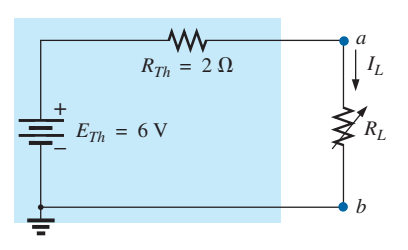 a
R_Th = 2 Ω
I_L
+
E_Th = 6 V
R_L
−
b